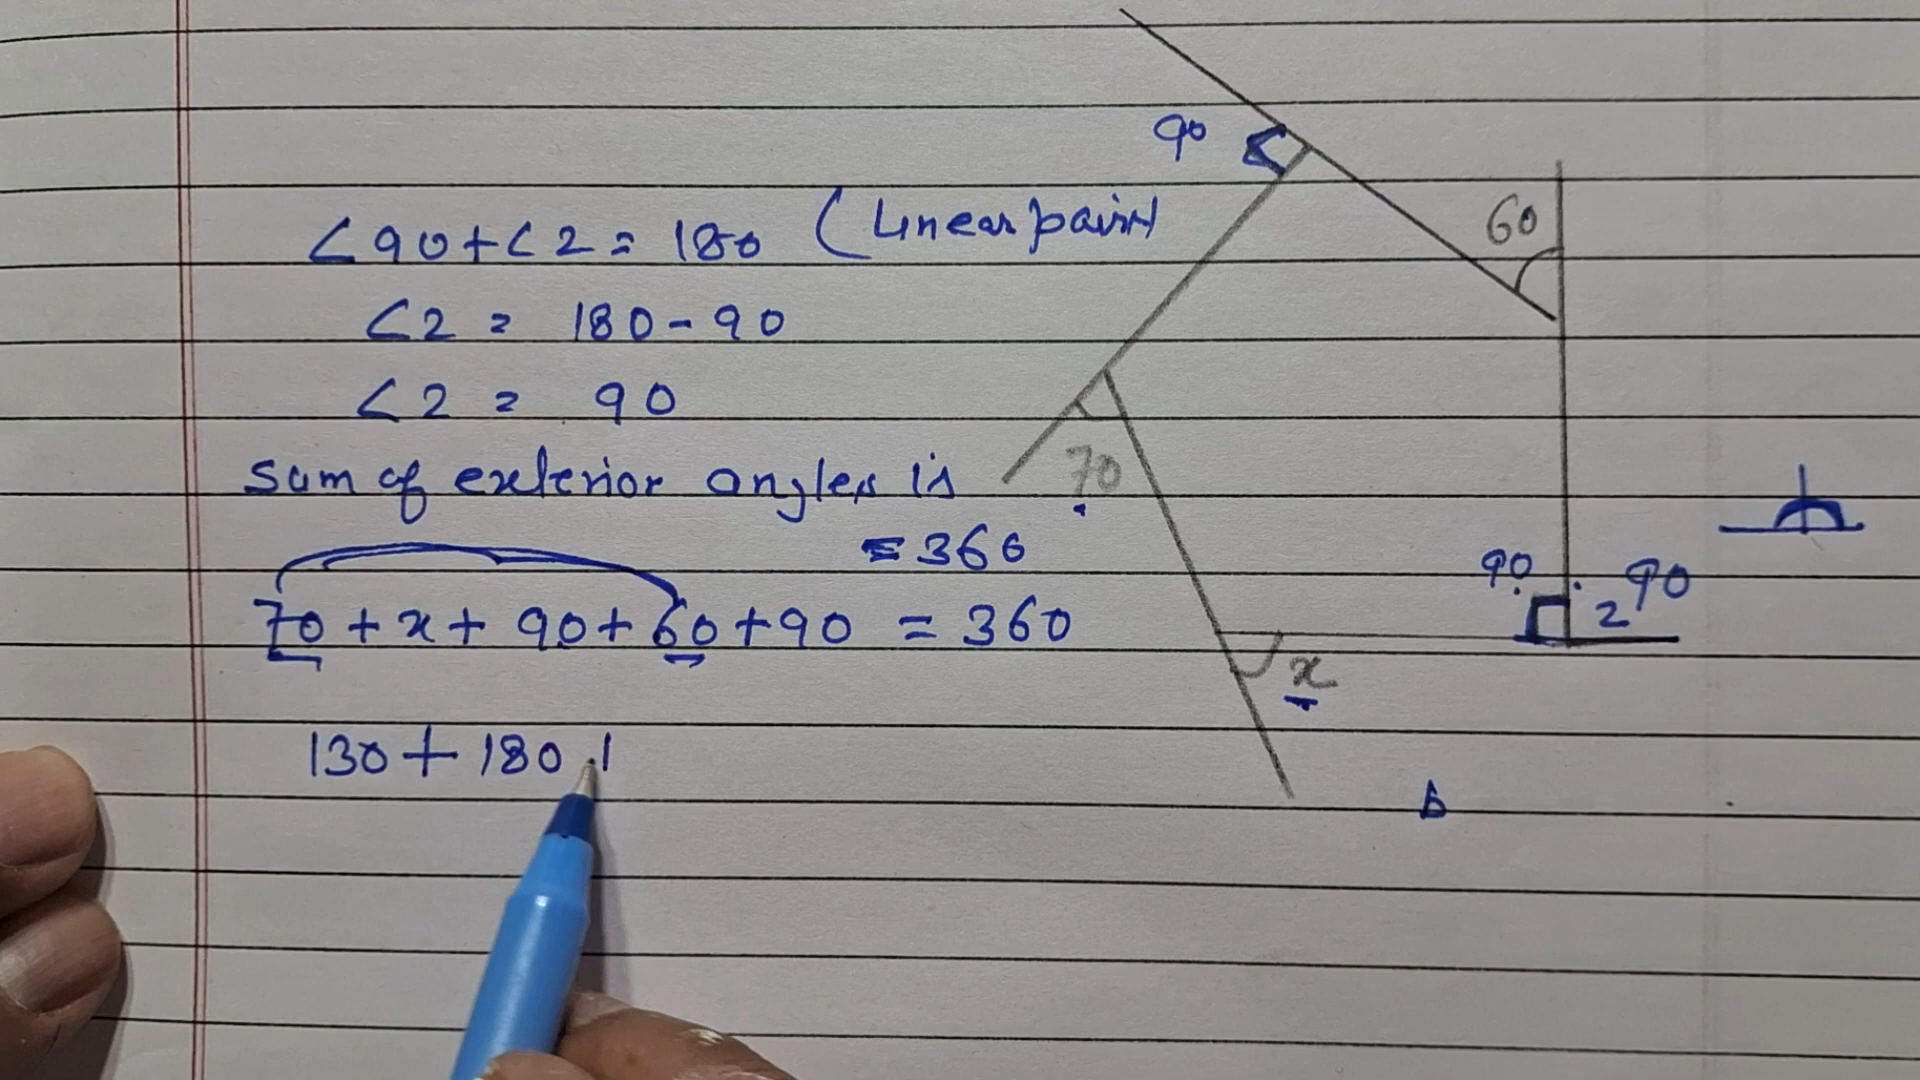 <90+<2= 180 (Linear pair)
<2 = 180-90
<2 = 90
Sum of exterior angles is
=360
70+x+ 90+60+90 = 360
130+180
90
60
70
90
2 90
x